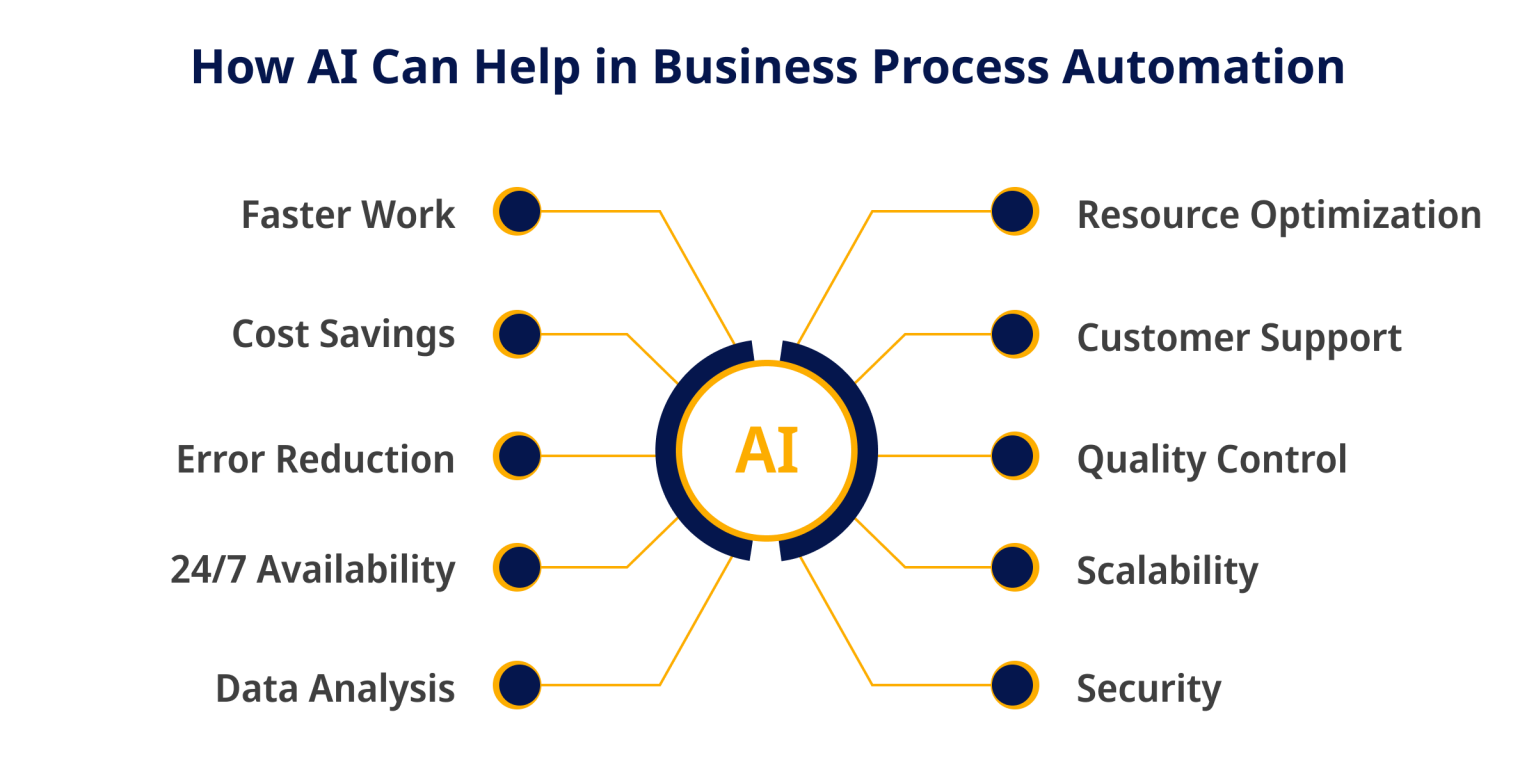 How AI Can Help in Business Process Automation
Faster Work
Cost Savings
Error Reduction
24/7 Availability
Data Analysis
AI
Resource Optimization
Customer Support
Quality Control
Scalability
Security